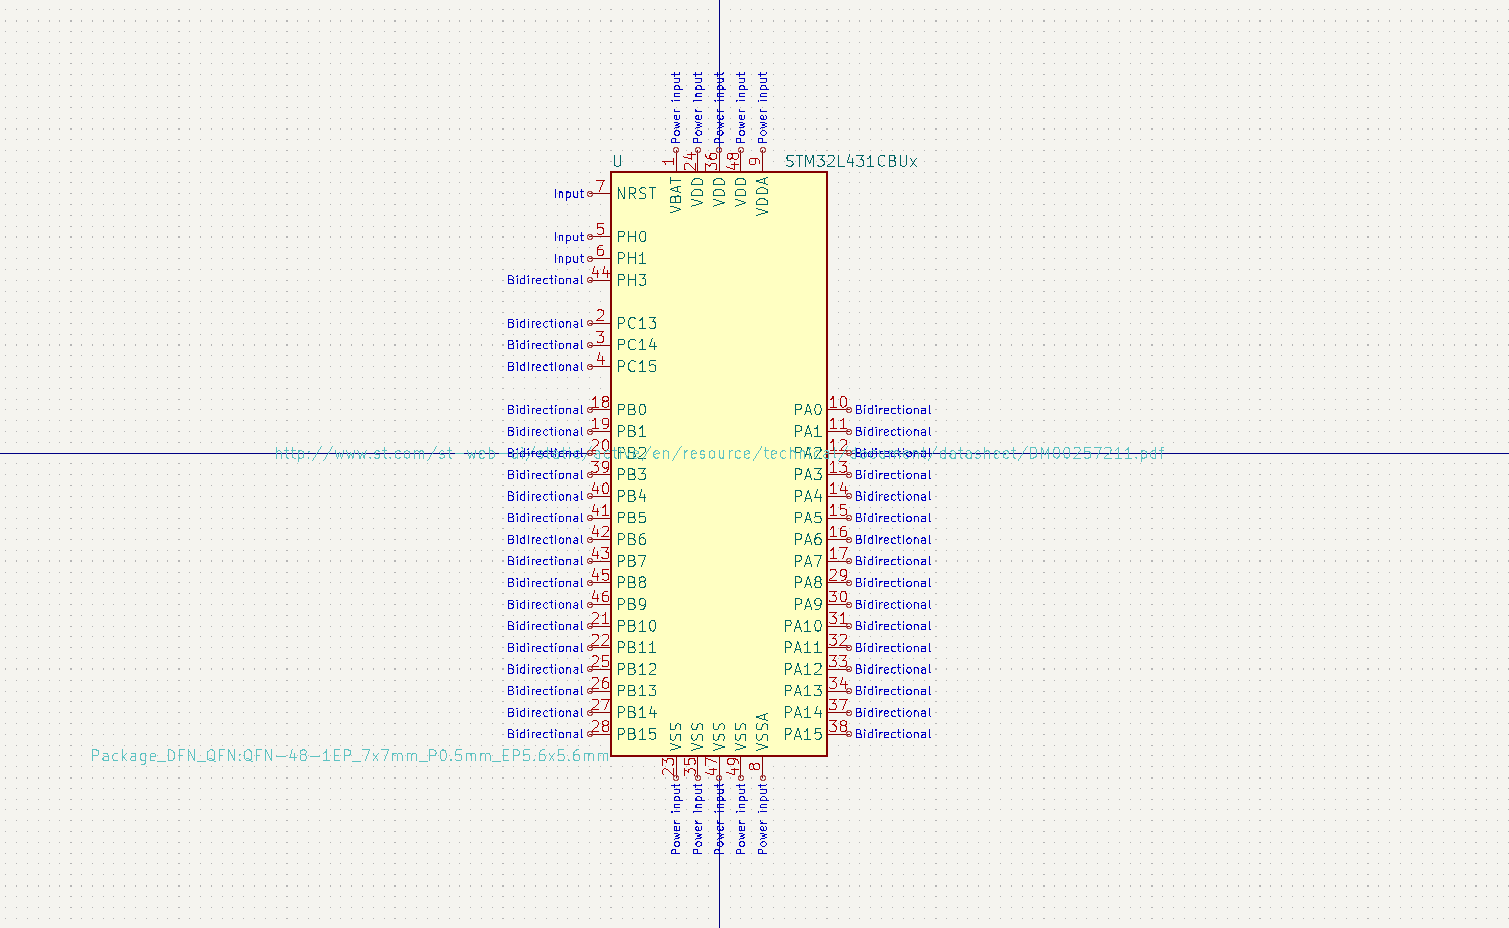 Power input Power input Power input Power input Power input
U 1 24 36 48 9 STM32L431CBUx
VBAT VDD VDD VDD VDDA
Input 7 NRST
Input 5 PH0
Input 6 PH1
Bidirectional 44 PH3
Bidirectional 2 PC13
Bidirectional 3 PC14
Bidirectional 4 PC15
Bidirectional 18 PB0 PA0 10 Bidirectional
Bidirectional 19 PB1 PA1 11 Bidirectional
Bidirectional 20 PB2 PA2 12 Bidirectional
http://www.st.com/st-web-ui/static/active/en/resource/technical/document/datasheet/DM00257211.pdf
Bidirectional 39 PB3 PA3 13 Bidirectional
Bidirectional 40 PB4 PA4 14 Bidirectional
Bidirectional 41 PB5 PA5 15 Bidirectional
Bidirectional 42 PB6 PA6 16 Bidirectional
Bidirectional 43 PB7 PA7 17 Bidirectional
Bidirectional 45 PB8 PA8 29 Bidirectional
Bidirectional 46 PB9 PA9 30 Bidirectional
Bidirectional 21 PB10 PA10 31 Bidirectional
Bidirectional 22 PB11 PA11 32 Bidirectional
Bidirectional 25 PB12 PA12 33 Bidirectional
Bidirectional 26 PB13 PA13 34 Bidirectional
Bidirectional 27 PB14 PA14 37 Bidirectional
Bidirectional 28 PB15 PA15 38 Bidirectional
VSS VSS VSS VSS VSSA
Package_DFN_QFN:QFN-48-1EP_7x7mm_P0.5mm_EP5.6x5.6mm
23 35 47 49 8
Power input Power input Power input Power input Power input